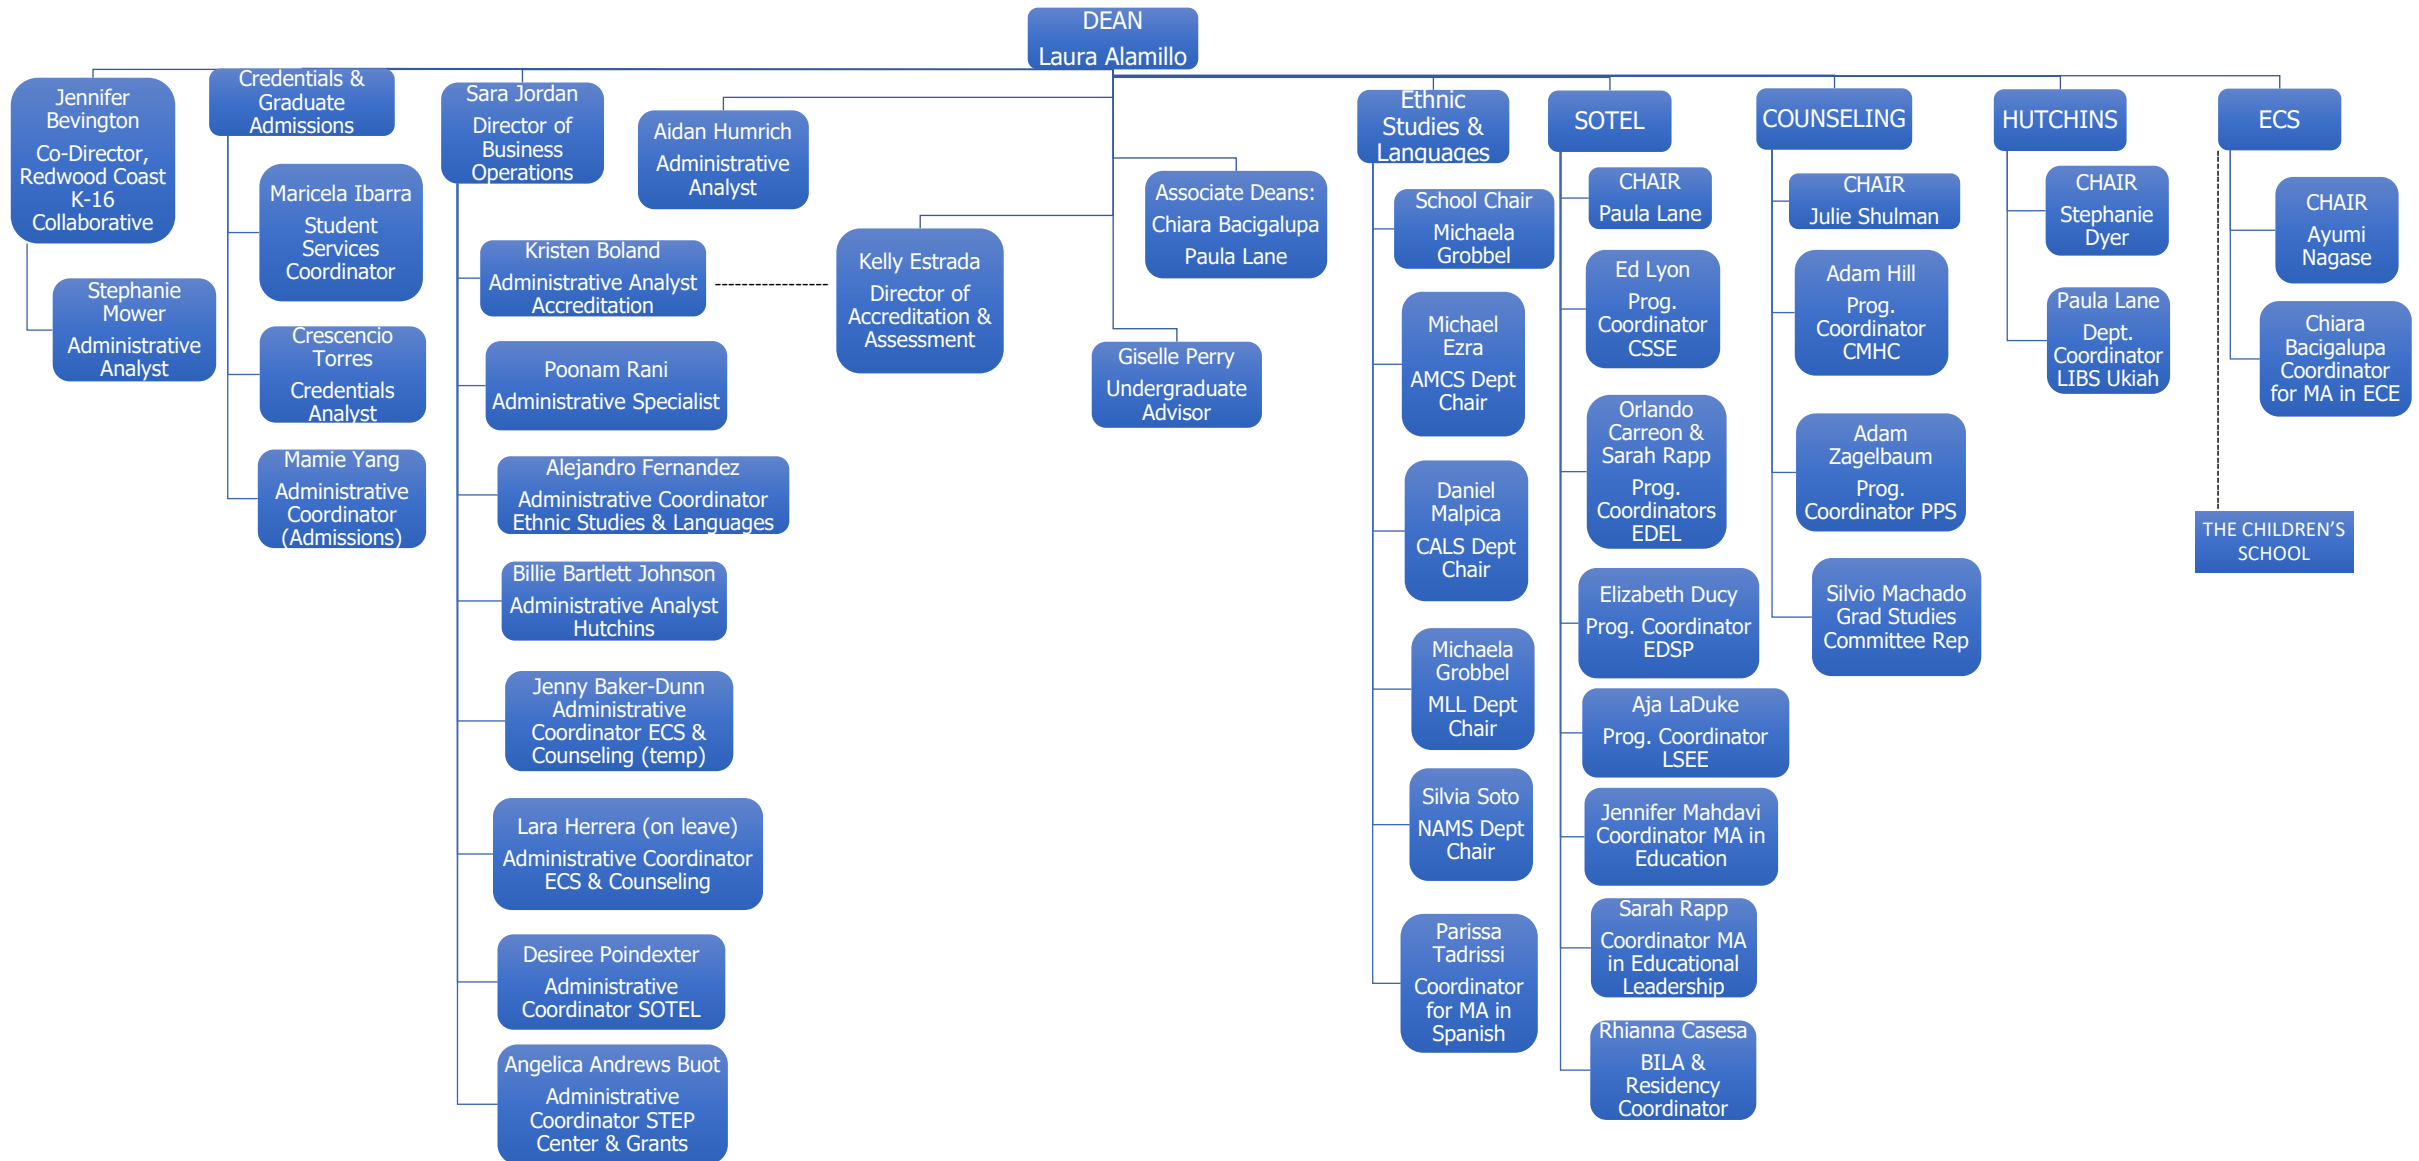 DEAN
Laura Alamillo
Jennifer
Bevington
Co-Director,
Redwood Coast
K-16
Collaborative
Stephanie
Mower
Administrative
Analyst
Credentials &
Graduate
Admissions
Maricela Ibarra
Student
Services
Coordinator
Crescencio
Torres
Credentials
Analyst
Mamie Yang
Administrative
Coordinator
(Admissions)
Sara Jordan
Director of
Business
Operations
Kristen Boland
Administrative Analyst
Accreditation
Poonam Rani
Administrative Specialist
Alejandro Fernandez
Administrative Coordinator
Ethnic Studies & Languages
Billie Bartlett Johnson
Administrative Analyst
Hutchins
Jenny Baker-Dunn
Administrative
Coordinator ECS &
Counseling (temp)
Lara Herrera (on leave)
Administrative Coordinator
ECS & Counseling
Desiree Poindexter
Administrative
Coordinator SOTEL
Angelica Andrews Buot
Administrative
Coordinator STEP
Center & Grants
Aidan Humrich
Administrative
Analyst
Kelly Estrada
Director of
Accreditation &
Assessment
Associate Deans:
Chiara Bacigalupa
Paula Lane
Giselle Perry
Undergraduate
Advisor
Ethnic
Studies &
Languages
School Chair
Michaela
Grobbel
Michael
Ezra
AMCS Dept
Chair
Daniel
Malpica
CALS Dept
Chair
Michaela
Grobbel
MLL Dept
Chair
Silvia Soto
NAMS Dept
Chair
Parissa
Tadrissi
Coordinator
for MA in
Spanish
SOTEL
CHAIR
Paula Lane
Ed Lyon
Prog.
Coordinator
CSSE
Orlando
Carreon &
Sarah Rapp
Prog.
Coordinators
EDEL
Elizabeth Ducy
Prog. Coordinator
EDSP
Aja LaDuke
Prog. Coordinator
LSEE
Jennifer Mahdavi
Coordinator MA in
Education
Sarah Rapp
Coordinator MA
in Educational
Leadership
Rhianna Casesa
BILA &
Residency
Coordinator
COUNSELING
CHAIR
Julie Shulman
Adam Hill
Prog.
Coordinator
CMHC
Adam
Zagelbaum
Prog.
Coordinator PPS
Silvio Machado
Grad Studies
Committee Rep
HUTCHINS
CHAIR
Stephanie
Dyer
Paula Lane
Dept.
Coordinator
LIBS Ukiah
ECS
CHAIR
Ayumi
Nagase
Chiara
Bacigalupa
Coordinator
for MA in ECE
THE CHILDREN'S
SCHOOL